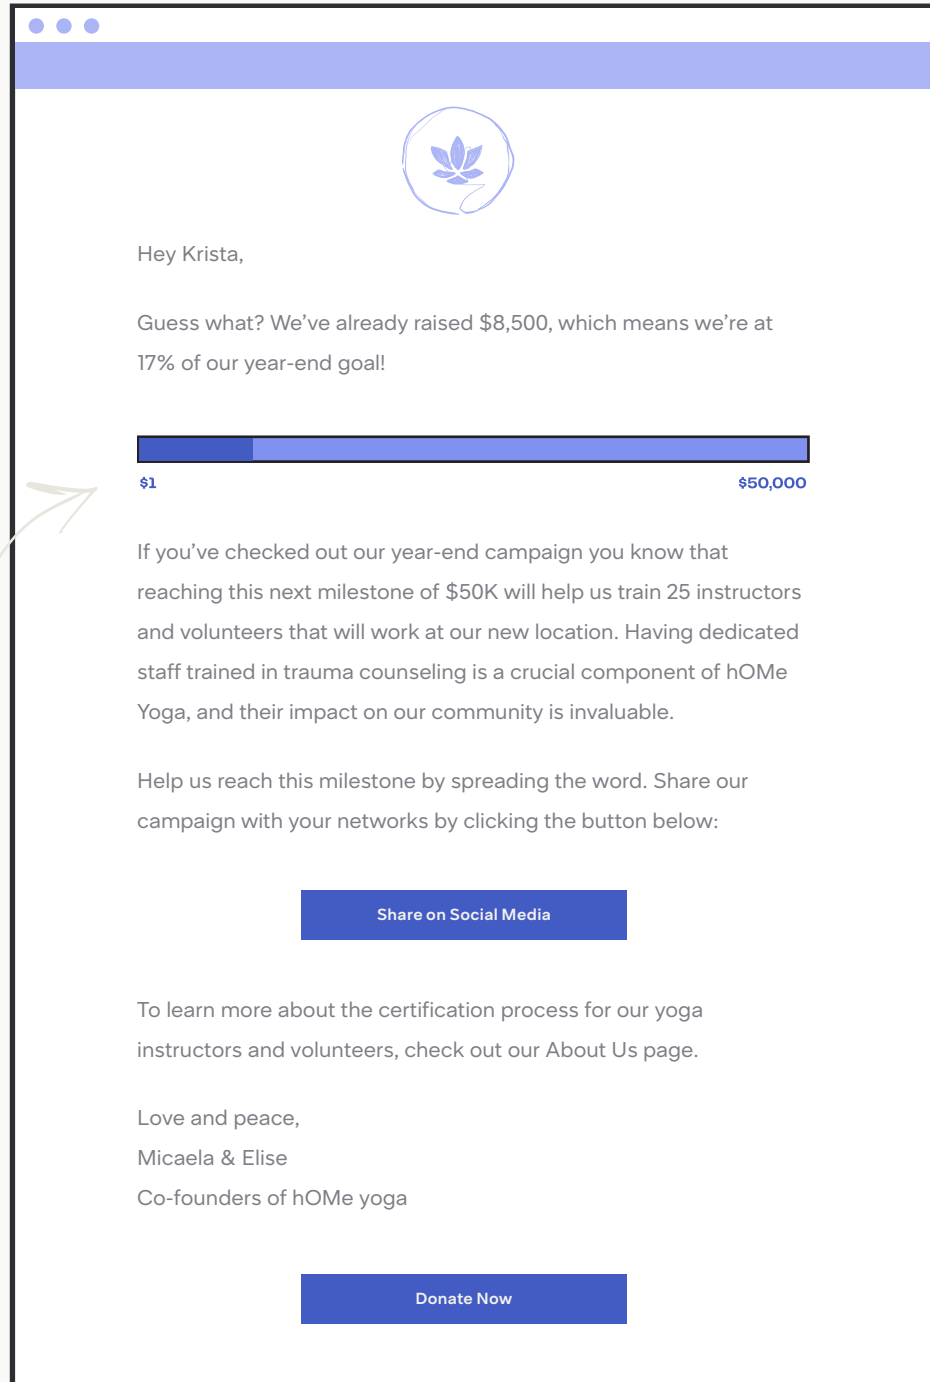 Hey Krista,
Guess what? We’ve already raised $8,500, which means we’re at
17% of our year-end goal!
$1
$50,000
If you’ve checked out our year-end campaign you know that
reaching this next milestone of $50K will help us train 25 instructors
and volunteers that will work at our new location. Having dedicated
staff trained in trauma counseling is a crucial component of hOMe
Yoga, and their impact on our community is invaluable.
Help us reach this milestone by spreading the word. Share our
campaign with your networks by clicking the button below:
Share on Social Media
To learn more about the certification process for our yoga
instructors and volunteers, check out our About Us page.
Love and peace,
Micaela & Elise
Co-founders of hOMe yoga
Donate Now